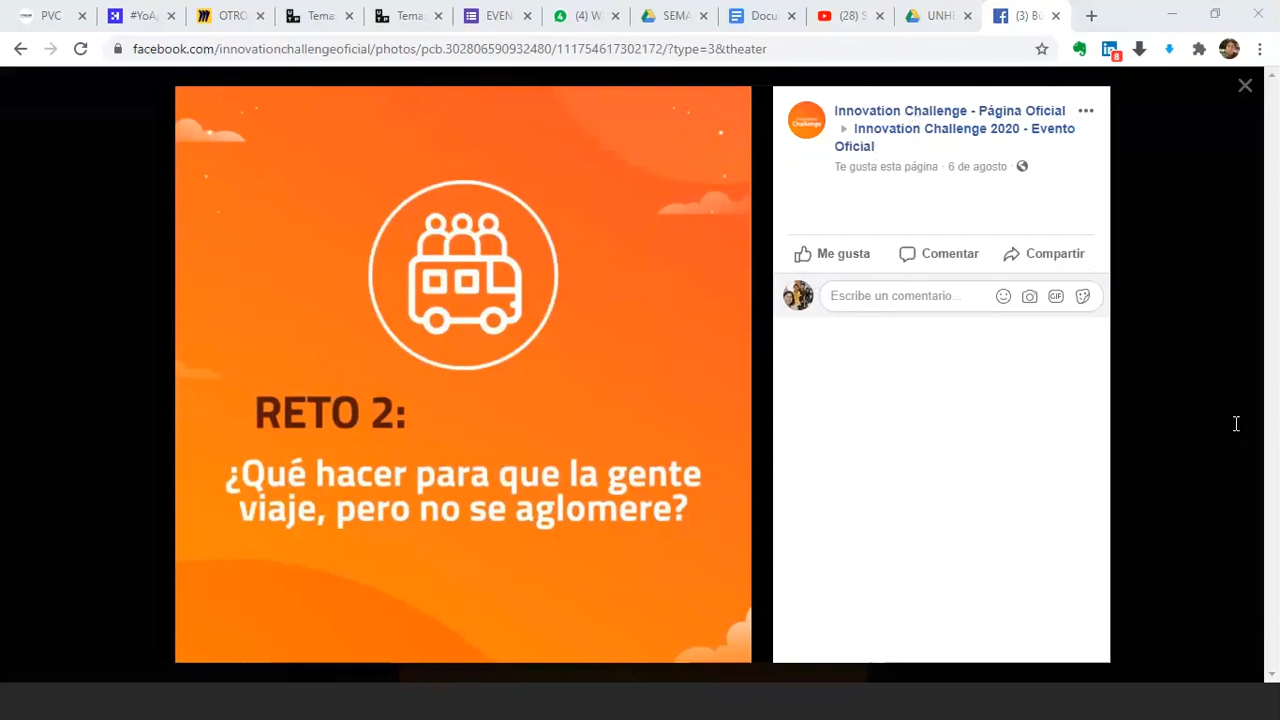 PVC
#YoA
OTRO
Tema
Tema
EVEN
(4) W
SEMA
Docu
(28) S
UNHI
(3) B
facebook.com/innovationchallengeoficial/photos/pcb.302806590932480/111754617302172/?type=3&theater
8
Innovation Challenge - Página Oficial
Innovation Challenge 2020 - Evento
Oficial
Te gusta esta página · 6 de agosto ·
Me gusta
Comentar
Compartir
Escribe un comentario...
GIF
RETO 2:
¿Qué hacer para que la gente
viaje, pero no se aglomere?